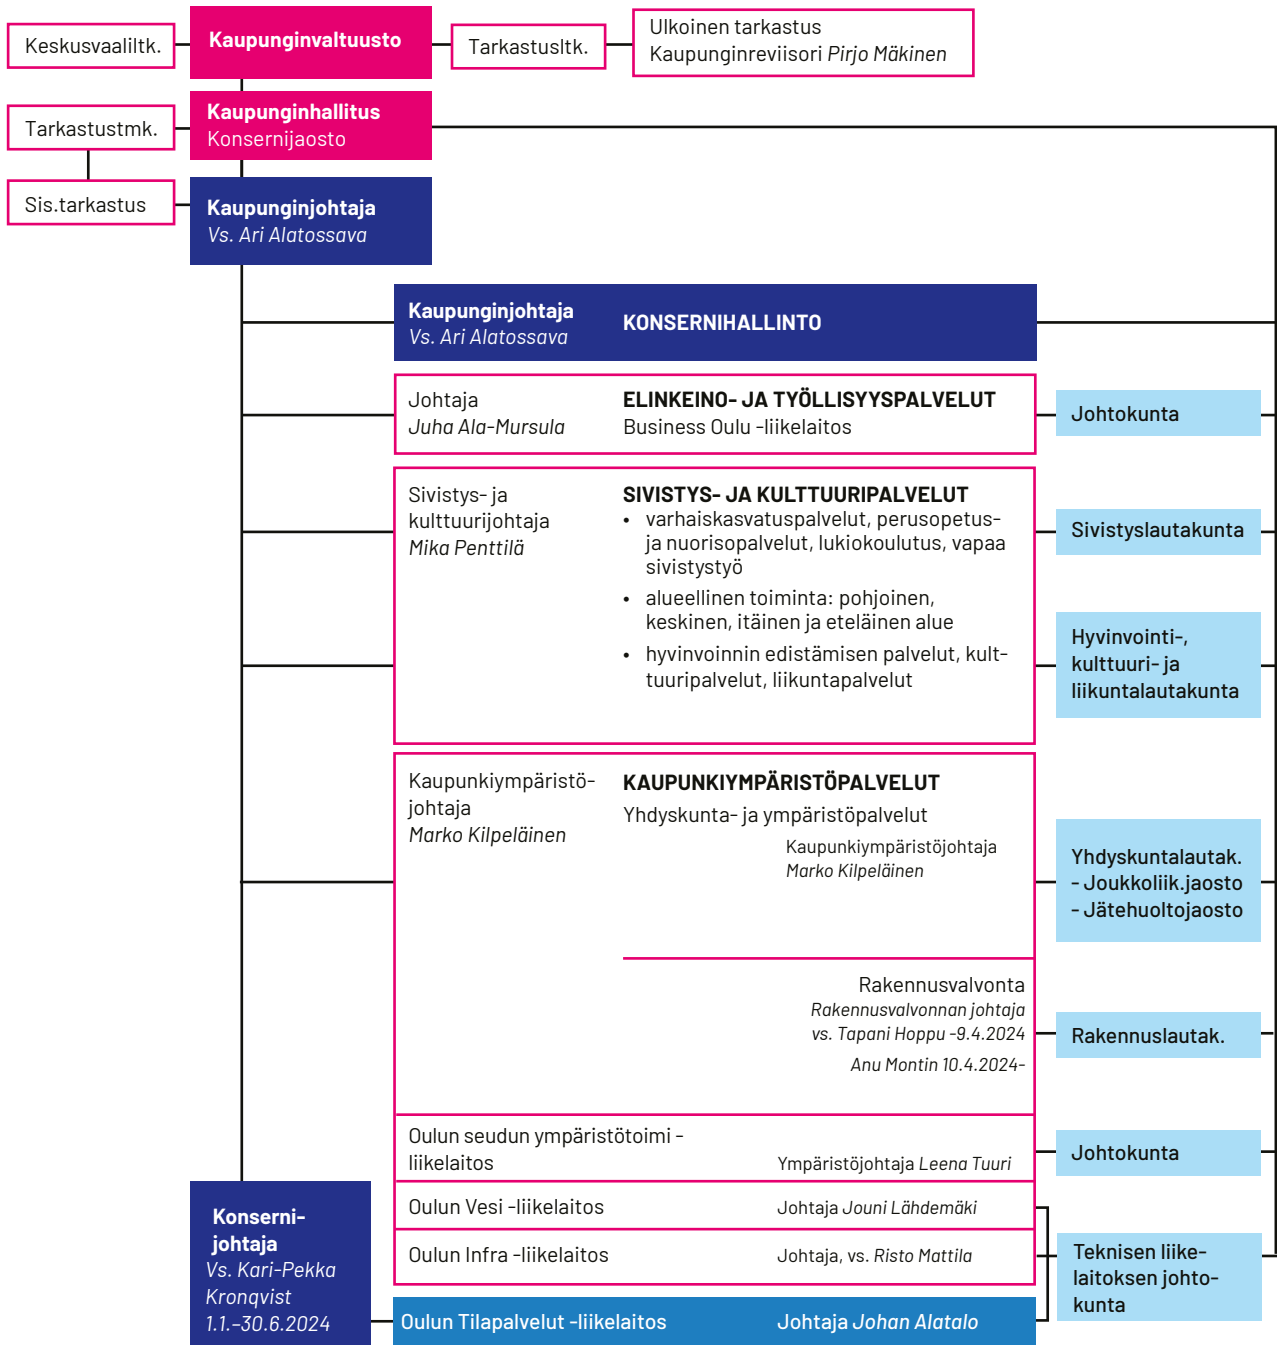 Keskusvaaliltk.
Kaupunginvaltuusto
Tarkastusltk.
Ulkoinen tarkastus
Kaupunginreviisori Pirjo Mäkinen
Tarkastustmk.
Kaupunginhallitus
Konsernijaosto
Sis.tarkastus
Kaupunginjohtaja
Vs. Ari Alatossava
Kaupunginjohtaja
Vs. Ari Alatossava
KONSERNIHALLINTO
Johtaja
Juha Ala-Mursula
ELINKEINO- JA TYÖLLISYYSPALVELUT
Business Oulu -liikelaitos
Johtokunta
Sivistys- ja
kulttuurijohtaja
Mika Penttilä
SIVISTYS- JA KULTTUURIPALVELUT
• varhaiskasvatuspalvelut, perusopetus-
ja nuorisopalvelut, lukiokoulutus, vapaa
sivistystyö
• alueellinen toiminta: pohjoinen,
keskinen, itäinen ja eteläinen alue
• hyvinvoinnin edistämisen palvelut, kult-
tuuripalvelut, liikuntapalvelut
Sivistyslautakunta
Hyvinvointi-,
kulttuuri- ja
liikuntalautakunta
Kaupunkiympäristö-
johtaja
Marko Kilpeläinen
KAUPUNKIYMPÄRISTÖPALVELUT
Yhdyskunta- ja ympäristöpalvelut
Kaupunkiympäristöjohtaja
Marko Kilpeläinen
Yhdyskuntalautak.
- Joukkoliik.jaosto
- Jätehuoltojaosto
Rakennusvalvonta
Rakennusvalvonnan johtaja
vs. Tapani Hoppu -9.4.2024
Anu Montin 10.4.2024-
Rakennuslautak.
Oulun seudun ympäristötoimi -
liikelaitos
Ympäristöjohtaja Leena Tuuri
Johtokunta
Oulun Vesi -liikelaitos
Johtaja Jouni Lähdemäki
Oulun Infra -liikelaitos
Johtaja, vs. Risto Mattila
Teknisen liike-
laitoksen johto-
kunta
Konserni-
johtaja
Vs. Kari-Pekka
Kronqvist
1.1.–30.6.2024
Oulun Tilapalvelut -liikelaitos
Johtaja Johan Alatalo